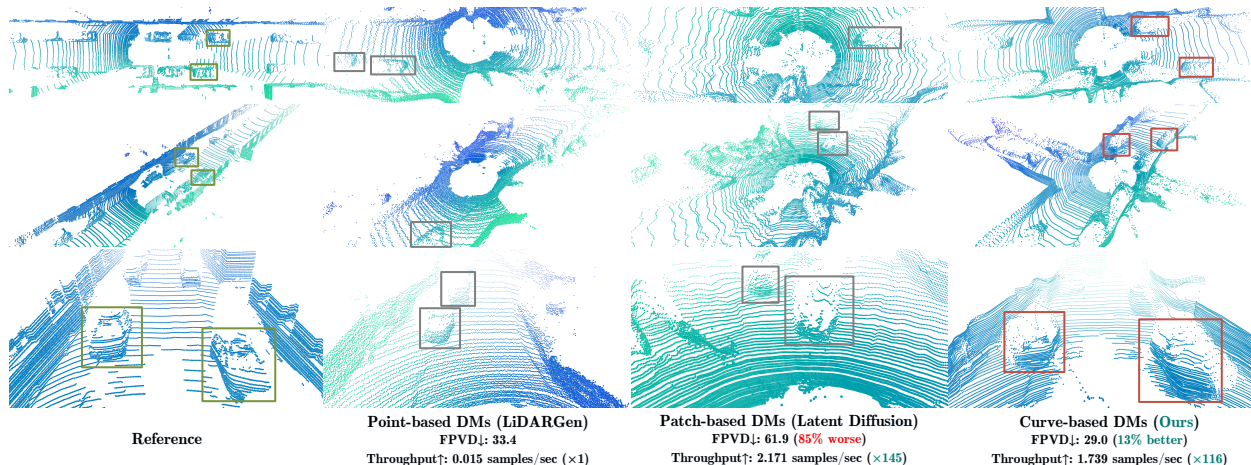 Reference
Point-based DMs (LiDARGen)
FPVD↓: 33.4
Throughput↑: 0.015 samples/sec (×1)
Patch-based DMs (Latent Diffusion)
FPVD↓: 61.9 (85% worse)
Throughput↑: 2.171 samples/sec (×145)
Curve-based DMs (Ours)
FPVD↓: 29.0 (13% better)
Throughput↑: 1.739 samples/sec (×116)